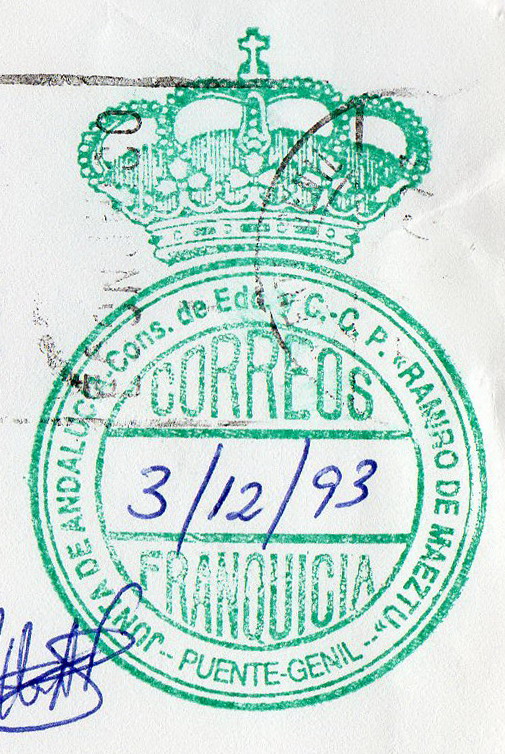 JUNTA DE ANDALUCIA-Cons. de Edc. y C.-C. P. «RAMIRO DE MAEZTU»
CORREOS
3/12/93
FRANQUICIA
-- PUENTE-GENIL --